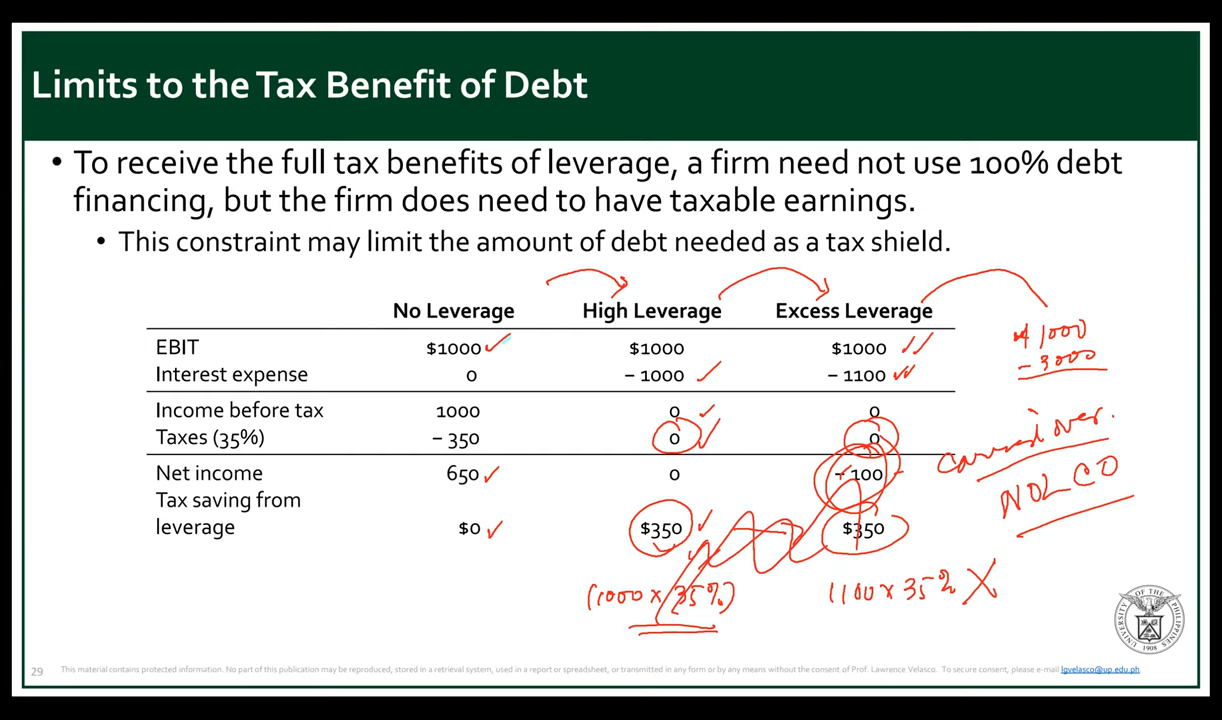 Limits to the Tax Benefit of Debt
• To receive the full tax benefits of leverage, a firm need not use 100% debt
financing, but the firm does need to have taxable earnings.
• This constraint may limit the amount of debt needed as a tax shield.
No Leverage High Leverage Excess Leverage
EBIT $1000 $1000 $1000
Interest expense 0 – 1000 – 1100
Income before tax 1000 0 0
Taxes (35%) – 350 0 0
Net income 650 0 – 100
Tax saving from
leverage $0 $350 $350
1000
- 3000
carried over.
NOLCO
(1000 x 35%) 1100 x 35% X
UNIVERSITY OF THE PHILIPPINES
1908
29 This material contains protected information. No part of this publication may be reproduced, stored in a retrieval system, used in a report or spreadsheet, or transmitted in any form or by any means without the consent of Prof. Lawrence Velasco. To secure consent, please e-mail lgvelasco@up.edu.ph